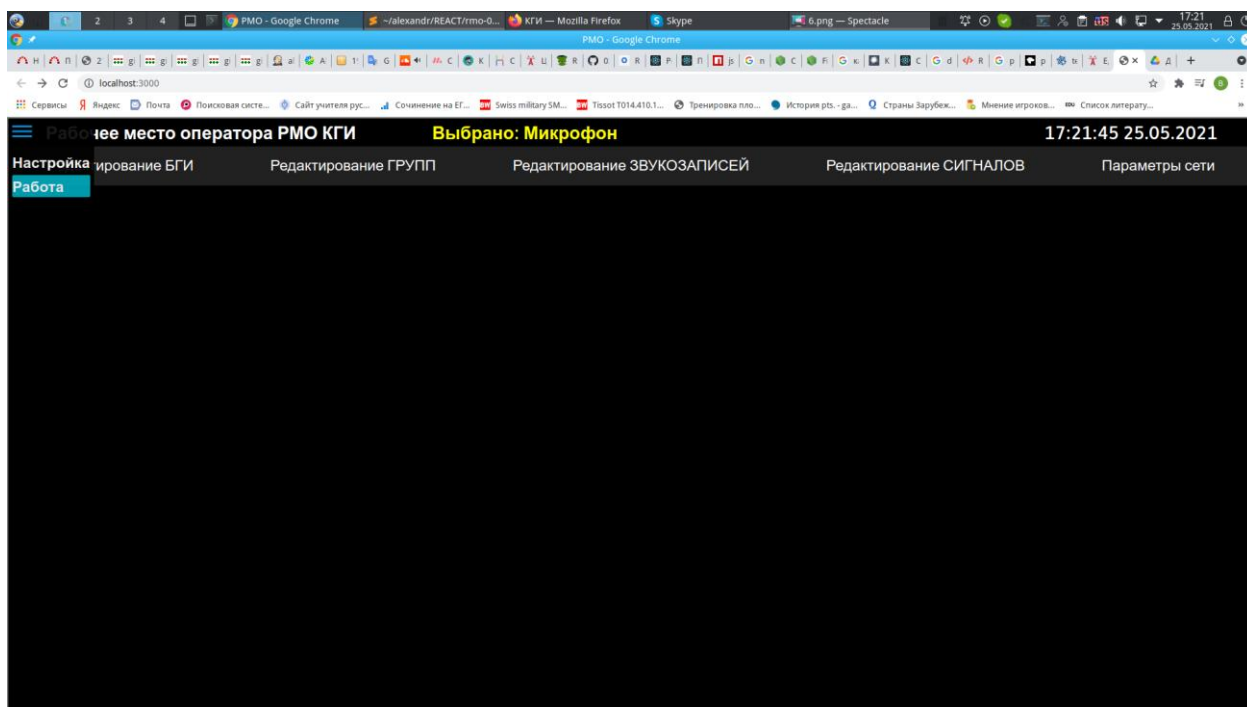 2 3 4 РМО - Google Chrome ~/alexandr/REACT/rmo-0... КГИ — Mozilla Firefox Skype 6.png — Spectacle 17:21
25.05.2021
РМО - Google Chrome
localhost:3000
Сервисы Яндекс Почта Поисковая систе... Сайт учителя рус... Сочинение на ЕГ... Swiss military SM... Tissot T014.410.1... Тренировка пло... История pts. - ga... Страны Зарубеж... Мнение игроков... Список литерату...
Рабочее место оператора РМО КГИ Выбрано: Микрофон 17:21:45 25.05.2021
Настройка тирование БГИ Редактирование ГРУПП Редактирование ЗВУКОЗАПИСЕЙ Редактирование СИГНАЛОВ Параметры сети
Работа